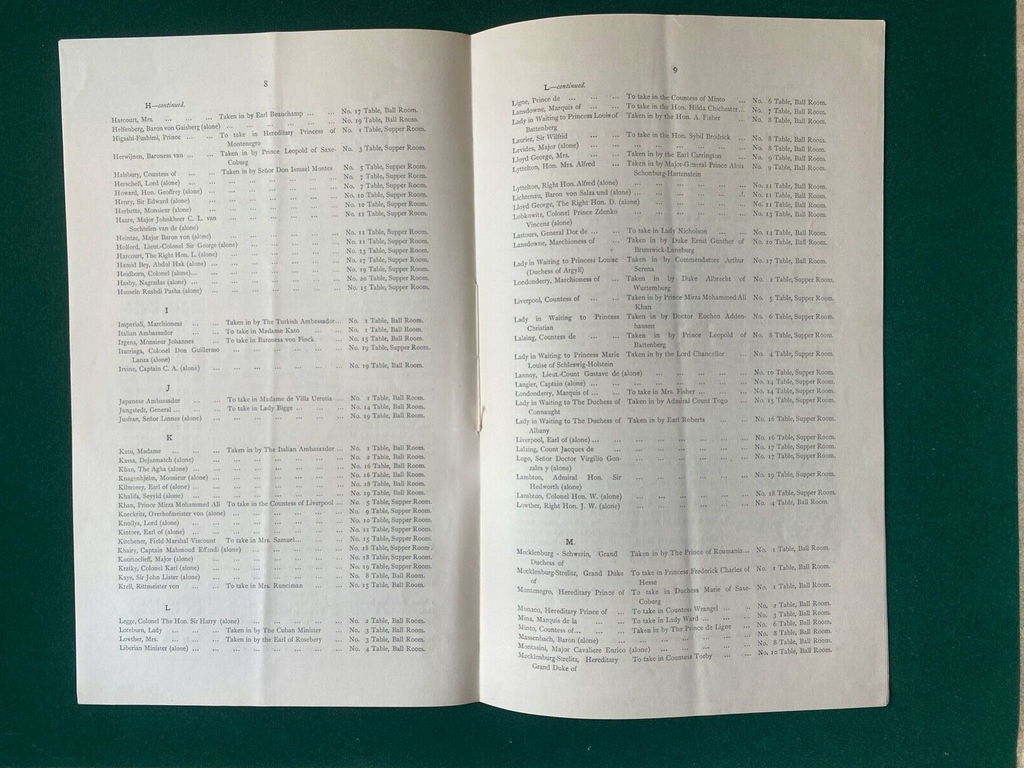 8
H—continued.
Harcourt, Mrs. ... ... ... Taken in by Earl Beauchamp ... ... No. 17 Table, Ball Room.
Helfenberg, Baron von Gaisberg (alone) ... ... ... ... ... No. 19 Table, Ball Room.
Higashi-Fushimi, Prince ... ... To take in Hereditary Princess of No. 1 Table, Supper Room.
Montenegro
Herwijnen, Baroness van ... ... Taken in by Prince Leopold of Saxe- No. 3 Table, Supper Room.
Coburg
Halsbury, Countess of ... Taken in by Señor Don Ismael Montes No. 5 Table, Supper Room.
Herschell, Lord (alone) ... ... ... ... ... ... No. 7 Table, Supper Room.
Howard, Hon. Geoffrey (alone) ... ... ... ... ... No. 7 Table, Supper Room.
Henry, Sir Edward (alone) ... ... ... ... ... ... No. 10 Table, Supper Room.
Herbette, Monsieur (alone) ... ... ... ... ... ... No. 10 Table, Supper Room.
Haare, Major Jonkheer C. L. van ... ... ... ... ... No. 11 Table, Supper Room.
Suchtelen van de (alone)
Heintze, Major Baron von (alone) ... ... ... ... ... No. 11 Table, Supper Room.
Holford, Lieut.-Colonel Sir George (alone) ... ... ... ... No. 11 Table, Supper Room.
Harcourt, The Right Hon. L. (alone) ... ... ... ... ... No. 15 Table, Supper Room.
Hamid Bey, Abdul Hak (alone) ... ... ... ... ... No. 17 Table, Supper Room.
Heidborn, Colonel (alone)... ... ... ... ... ... No. 19 Table, Supper Room.
Hasby, Nagradas (alone) ... ... ... ... ... ... No. 20 Table, Supper Room.
Hussein Rushdi Pasha (alone) ... ... ... ... ... No. 15 Table, Supper Room.
I
Imperiali, Marchioness ... ... Taken in by The Turkish Ambassador... No. 1 Table, Ball Room.
Italian Ambassador ... ... To take in Madame Kato ... ... No. 1 Table, Ball Room.
Irgens, Monsieur Johannes ... To take in Baroness von Finck ... No. 15 Table, Ball Room.
Iturriaga, Colonel Don Guillermo ... ... ... ... ... No. 19 Table, Supper Room.
Lanza (alone)
Irvine, Captain C. A. (alone) ... ... ... ... ... No. 19 Table, Ball Room.
J
Japanese Ambassador ... ... To take in Madame de Villa Urrutia ... No. 1 Table, Ball Room.
Jungstedt, General ... ... ... To take in Lady Bigge ... ... ... No. 14 Table, Ball Room.
Jusfran, Señor Linnes (alone) ... ... ... ... ... No. 19 Table, Ball Room.
K
Kato, Madame ... ... ... Taken in by The Italian Ambassador ... No. 1 Table, Ball Room.
Kassa, Dejazmatch (alone) ... ... ... ... ... ... No. 2 Table, Ball Room.
Khan, The Agha (alone) ... ... ... ... ... ... No. 16 Table, Ball Room.
Knagenhjelm, Monsieur (alone) ... ... ... ... ... No. 16 Table, Ball Room.
Kilmorey, Earl of (alone) ... ... ... ... ... ... No. 18 Table, Ball Room.
Khalifa, Seyyid (alone) ... ... ... ... ... ... No. 19 Table, Ball Room.
Khan, Prince Mirza Mohammed Ali To take in the Countess of Liverpool ... No. 5 Table, Supper Room.
Koeckritz, Overhofmeister von (alone) ... ... ... ... ... No. 9 Table, Supper Room.
Knollys, Lord (alone) ... ... ... ... ... ... No. 10 Table, Supper Room.
Kintore, Earl of (alone) ... ... ... ... ... ... No. 11 Table, Supper Room.
Kitchener, Field-Marshal Viscount To take in Mrs. Samuel... ... ... No. 15 Table, Supper Room.
Khairy, Captain Mahmoud Effendi (alone) ... ... ... ... No. 18 Table, Supper Room.
Kouroucleff, Major (alone) ... ... ... ... ... ... No. 18 Table, Supper Room.
Kralky, Colonel Karl (alone) ... ... ... ... ... No. 19 Table, Supper Room.
Kaye, Sir John Lister (alone) ... ... ... ... ... No. 8 Table, Ball Room.
Krell, Rittmeister von ... ... To take in Mrs. Runciman ... ... No. 15 Table, Ball Room.
L
Legge, Colonel The Hon. Sir Harry (alone) ... ... ... ... No. 2 Table, Ball Room.
Loreburn, Lady ... ... ... Taken in by The Cuban Minister ... No. 3 Table, Ball Room.
Lowther, Mrs. ... ... ... Taken in by the Earl of Rosebery ... No. 3 Table, Ball Room.
Liberian Minister (alone) ... ... ... ... ... ... No. 4 Table, Ball Room.
9
L—continued.
Ligne, Prince de ... ... ... To take in the Countess of Minto ... No. 6 Table, Ball Room.
Lansdowne, Marquis of ... ... To take in the Hon. Hilda Chichester... No. 7 Table, Ball Room.
Lady in Waiting to Princess Louis of Taken in by the Hon. A. Fisher ... No. 8 Table, Ball Room.
Battenberg
Laurier, Sir Wilfrid ... ... To take in the Hon. Sybil Brodrick ... No. 8 Table, Ball Room.
Levides, Major (alone) ... ... ... ... ... ... No. 8 Table, Ball Room.
Lloyd George, Mrs. ... ... Taken in by the Earl Carrington ... No. 9 Table, Ball Room.
Lyttelton, Hon. Mrs. Alfred ... Taken in by Major-General Prince Alois No. 9 Table, Ball Room.
Schonburg-Hartenstein
Lyttelton, Right Hon. Alfred (alone) ... ... ... ... ... No. 11 Table, Ball Room.
Lichtenau, Baron von Salza und (alone) ... ... ... ... ... No. 11 Table, Ball Room.
Lloyd George, The Right Hon. D. (alone) ... ... ... ... No. 11 Table, Ball Room.
Lobkowitz, Colonel Prince Zdenko ... ... ... ... ... No. 13 Table, Ball Room.
Vincenz (alone)
Lastours, General Dor de ... ... To take in Lady Nicholson ... ... No. 14 Table, Ball Room.
Lansdowne, Marchioness of ... Taken in by Duke Ernst Gunther of No. 10 Table, Ball Room.
Brunswick-Luneburg
Lady in Waiting to Princess Louise Taken in by Commendatore Arthur No. 17 Table, Ball Room.
(Duchess of Argyll) Serena
Londonderry, Marchioness of ... Taken in by Duke Albrecht of No. 1 Table, Supper Room.
Wurtemburg
Liverpool, Countess of ... ... Taken in by Prince Mirza Mohammed Ali No. 5 Table, Supper Room.
Khan
Lady in Waiting to Princess Taken in by Doctor Eochen Adden- No. 6 Table, Supper Room.
Christian haussen
Lalaing, Countess de ... ... Taken in by Prince Leopold of No. 8 Table, Supper Room.
Battenberg
Lady in Waiting to Princess Marie Taken in by the Lord Chancellor ... No. 4 Table, Supper Room.
Louise of Schleswig-Holstein
Lannoy, Lieut.-Count Gustave de (alone) ... ... ... ... No. 10 Table, Supper Room.
Laugier, Captain (alone) ... ... ... ... ... ... No. 14 Table, Supper Room.
Londonderry, Marquis of ... ... To take in Mrs. Fisher ... ... ... No. 14 Table, Supper Room.
Lady in Waiting to The Duchess of Taken in by Admiral Count Togo ... No. 15 Table, Supper Room.
Connaught
Lady in Waiting to The Duchess of Taken in by Earl Roberts ... ... No. 16 Table, Supper Room.
Albany
Liverpool, Earl of (alone) ... ... ... ... ... ... No. 16 Table, Supper Room.
Lalaing, Count Jacques de ... ... ... ... ... ... No. 17 Table, Supper Room.
Lugo, Señor Doctor Virgilio Gon- ... ... ... ... ... No. 17 Table, Supper Room.
zales y (alone)
Lambton, Admiral Hon. Sir ... ... ... ... ... No. 19 Table, Supper Room.
Hedworth (alone)
Lambton, Colonel Hon. W. (alone) ... ... ... ... ... No. 18 Table, Supper Room.
Lowther, Right Hon. J. W. (alone) ... ... ... ... ... No. 4 Table, Ball Room.
M.
Mecklenburg - Schwerin, Grand Taken in by The Prince of Roumania... No. 1 Table, Ball Room.
Duchess of
Mecklenburg-Strelitz, Grand Duke To take in Princess Frederick Charles of No. 1 Table, Ball Room.
of Hesse
Montenegro, Hereditary Prince of To take in Duchess Marie of Saxe- No. 1 Table, Ball Room.
Coburg
Monaco, Hereditary Prince of ... To take in Countess Wrangel ... ... No. 2 Table, Ball Room.
Mina, Marquis de la ... ... To take in Lady Ward ... ... ... No. 3 Table, Ball Room.
Minto, Countess of... ... ... Taken in by The Prince de Ligne ... No. 6 Table, Ball Room.
Massenbach, Baron (alone) ... ... ... ... ... ... No. 8 Table, Ball Room.
Montasini, Major Cavaliere Enrico (alone) ... ... ... ... No. 8 Table, Ball Room.
Mecklenburg-Strelitz, Hereditary To take in Countess Torby ... ... No. 10 Table, Ball Room.
Grand Duke of